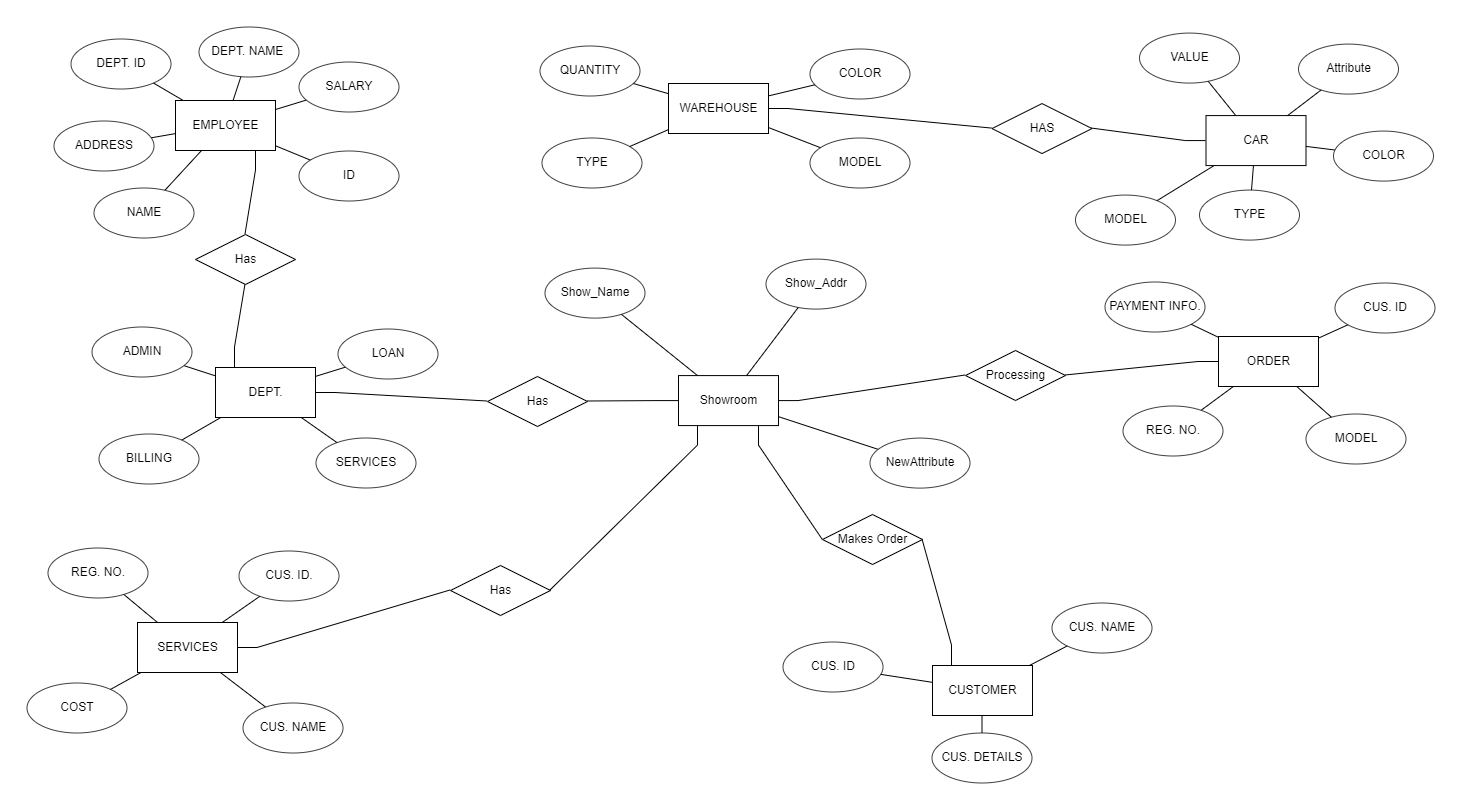 DEPT. ID
DEPT. NAME
SALARY
EMPLOYEE
ADDRESS
ID
NAME
Has
QUANTITY
COLOR
WAREHOUSE
TYPE
MODEL
HAS
VALUE
Attribute
CAR
COLOR
MODEL
TYPE
ADMIN
LOAN
DEPT.
BILLING
SERVICES
Has
Show_Name
Show_Addr
Showroom
NewAttribute
Processing
PAYMENT INFO.
CUS. ID
ORDER
REG. NO.
MODEL
REG. NO.
CUS. ID.
SERVICES
COST
CUS. NAME
Has
Makes Order
CUS. NAME
CUS. ID
CUSTOMER
CUS. DETAILS